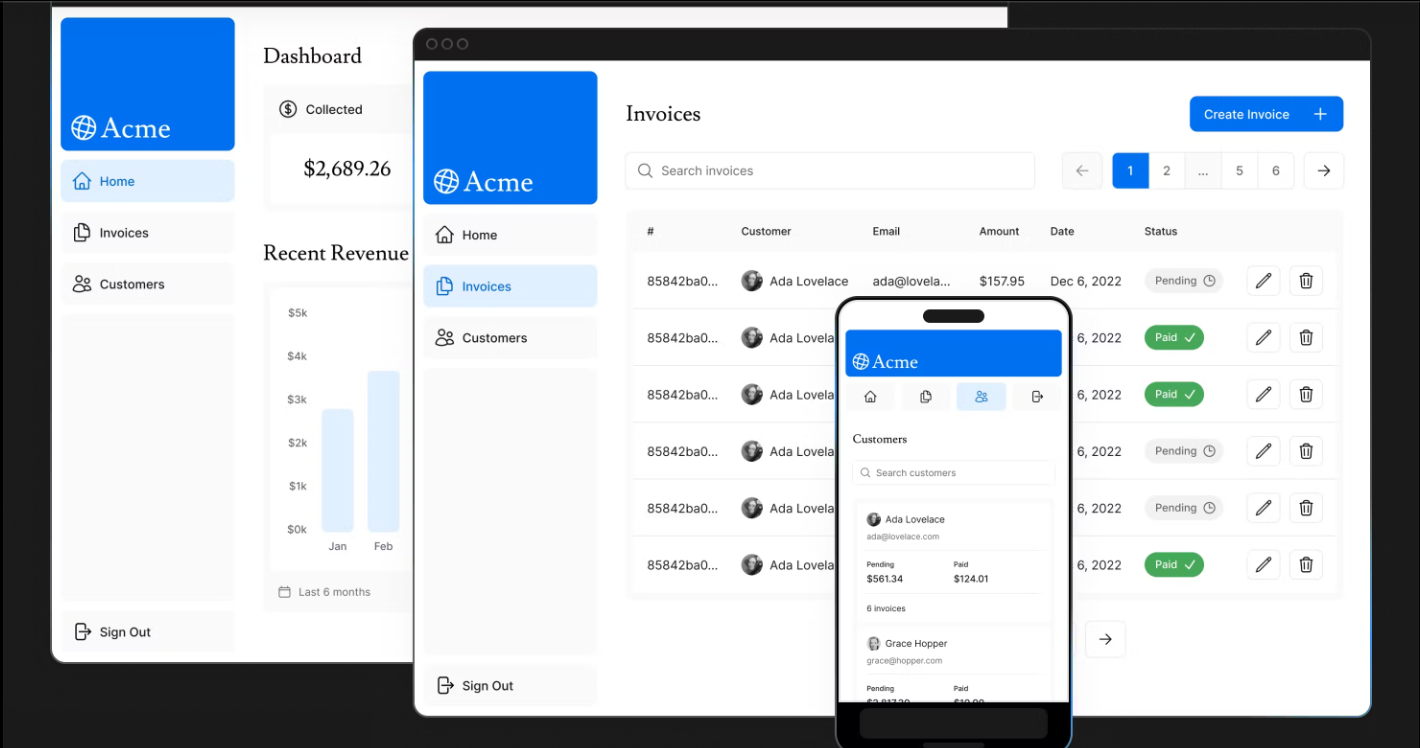 Acme
Home
Invoices
Customers
Sign Out
Dashboard
Collected
$2,689.26
Recent Revenue
$5k
$4k
$3k
$2k
$1k
$0k
Jan Feb
Last 6 months
Acme
Home
Invoices
Customers
Sign Out
Invoices
Create Invoice
Search invoices
1 2 ... 5 6
# Customer Email Amount Date Status
85842ba0... Ada Lovelace ada@lovela... $157.95 Dec 6, 2022 Pending
85842ba0... Ada Lovela 6, 2022 Paid
85842ba0... Ada Lovela 6, 2022 Paid
85842ba0... Ada Lovela 6, 2022 Pending
85842ba0... Ada Lovela 6, 2022 Pending
85842ba0... Ada Lovela 6, 2022 Paid
Acme
Customers
Search customers
Ada Lovelace
ada@lovelace.com
Pending Paid
$561.34 $124.01
6 invoices
Grace Hopper
grace@hopper.com
Pending Paid